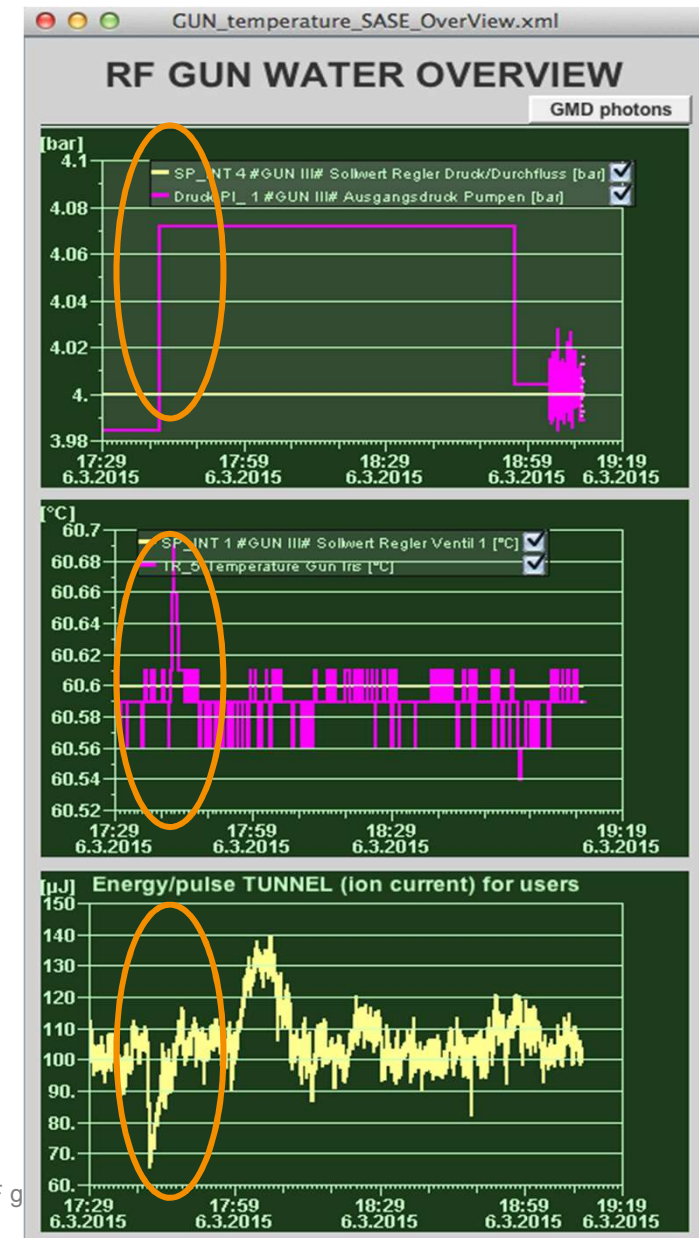 GUN_temperature_SASE_OverView.xml
RF GUN WATER OVERVIEW
GMD photons
[bar]
4.1
SP_INT 4 #GUN III# Sollwert Regler Druck/Durchfluss [bar]
Druck PI_ 1 #GUN III# Ausgangsdruck Pumpen [bar]
4.08
4.06
4.04
4.02
4.
3.98
17:29 17:59 18:29 18:59 19:19
6.3.2015 6.3.2015 6.3.2015 6.3.2015 6.3.2015
[°C]
60.7
SP_INT 1 #GUN III# Sollwert Regler Ventil 1 [°C]
60.68
TR_5 Temperature Gun Iris [°C]
60.66
60.64
60.62
60.6
60.58
60.56
60.54
60.52
17:29 17:59 18:29 19:19
6.3.2015 6.3.2015 6.3.2015 6.3.2015
[µJ] Energy/pulse TUNNEL (ion current) for users
150
140
130
120
110
100
90.
80.
70.
60.
g
17:29 17:59 18:29 18:59 19:19
6.3.2015 6.3.2015 6.3.2015 6.3.2015 6.3.2015